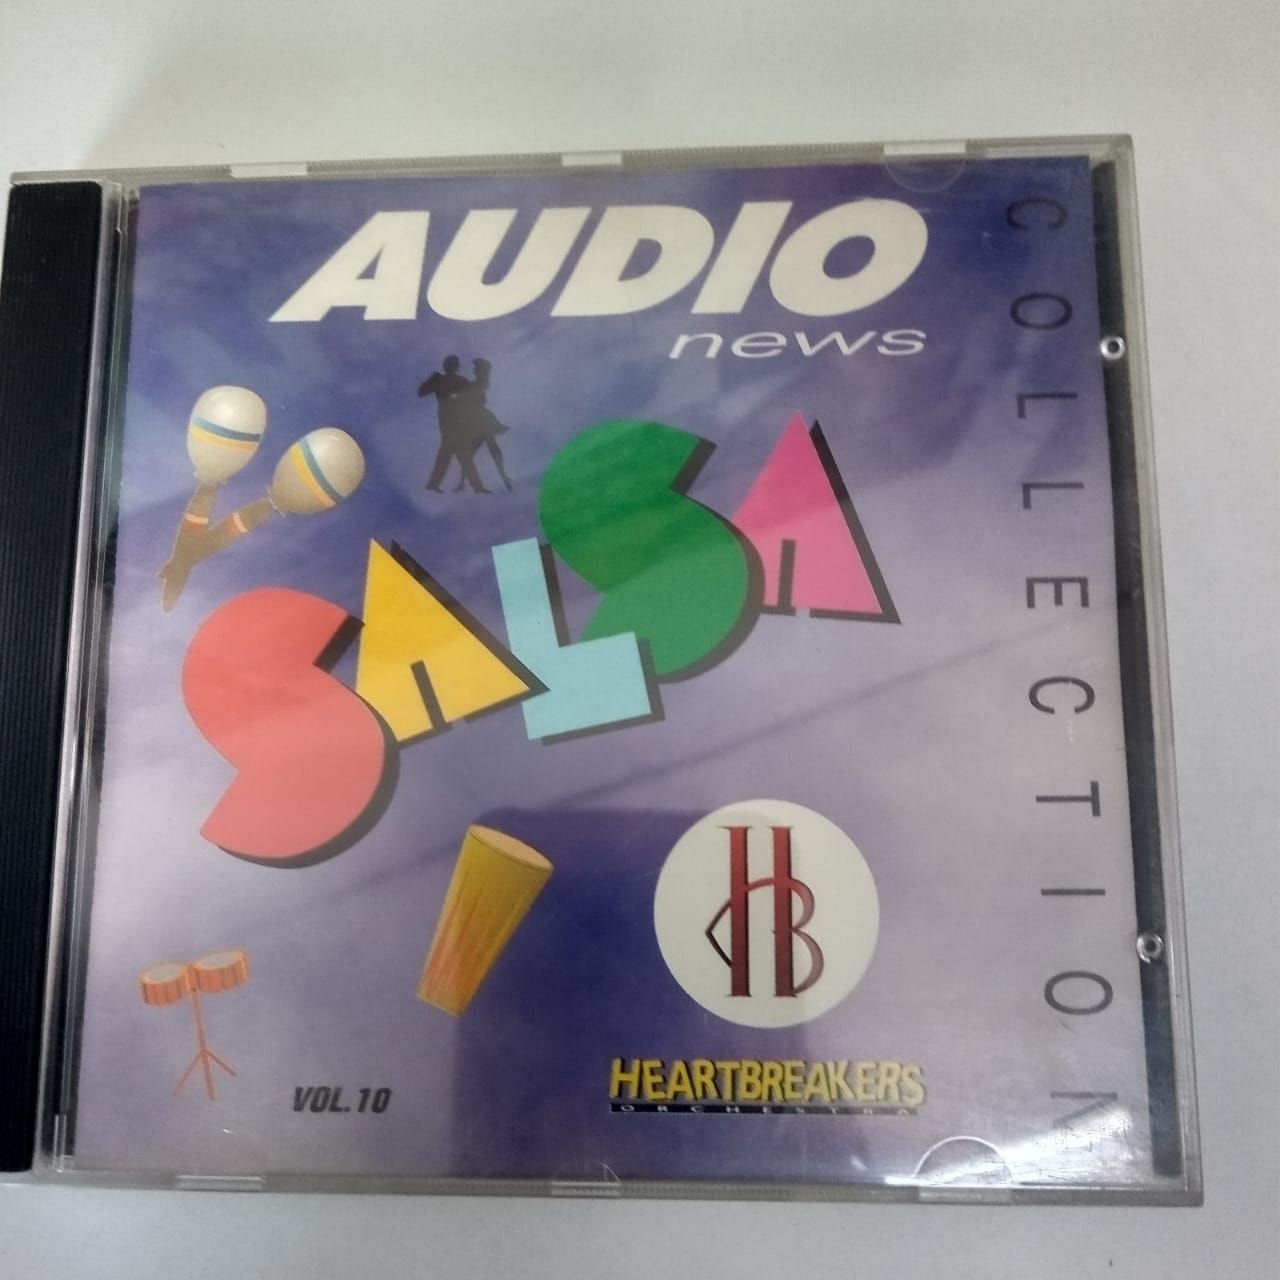 AUDIO
news
COLLECTION
SALSA
HB
HEARTBREAKERS
ORCHESTRA
VOL.10